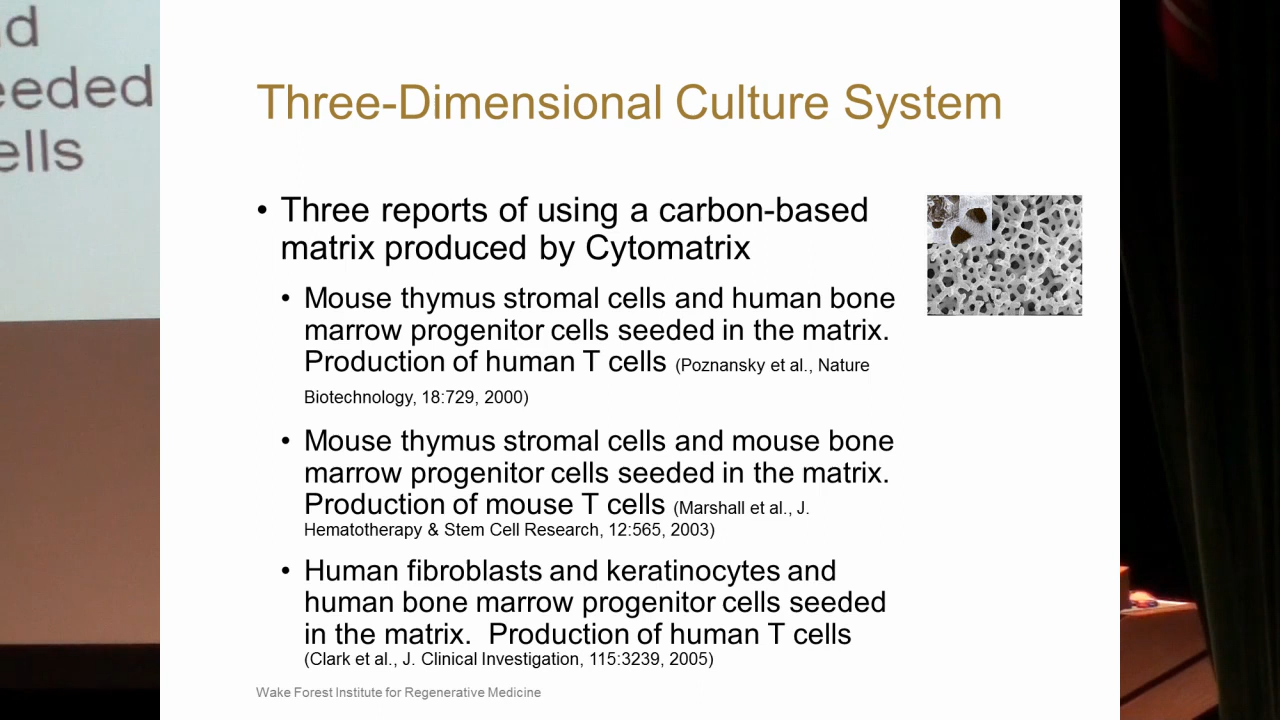 d
eeded
ells
Three-Dimensional Culture System
• Three reports of using a carbon-based
matrix produced by Cytomatrix
• Mouse thymus stromal cells and human bone
marrow progenitor cells seeded in the matrix.
Production of human T cells (Poznansky et al., Nature
Biotechnology, 18:729, 2000)
• Mouse thymus stromal cells and mouse bone
marrow progenitor cells seeded in the matrix.
Production of mouse T cells (Marshall et al., J.
Hematotherapy & Stem Cell Research, 12:565, 2003)
• Human fibroblasts and keratinocytes and
human bone marrow progenitor cells seeded
in the matrix.  Production of human T cells
(Clark et al., J. Clinical Investigation, 115:3239, 2005)
Wake Forest Institute for Regenerative Medicine